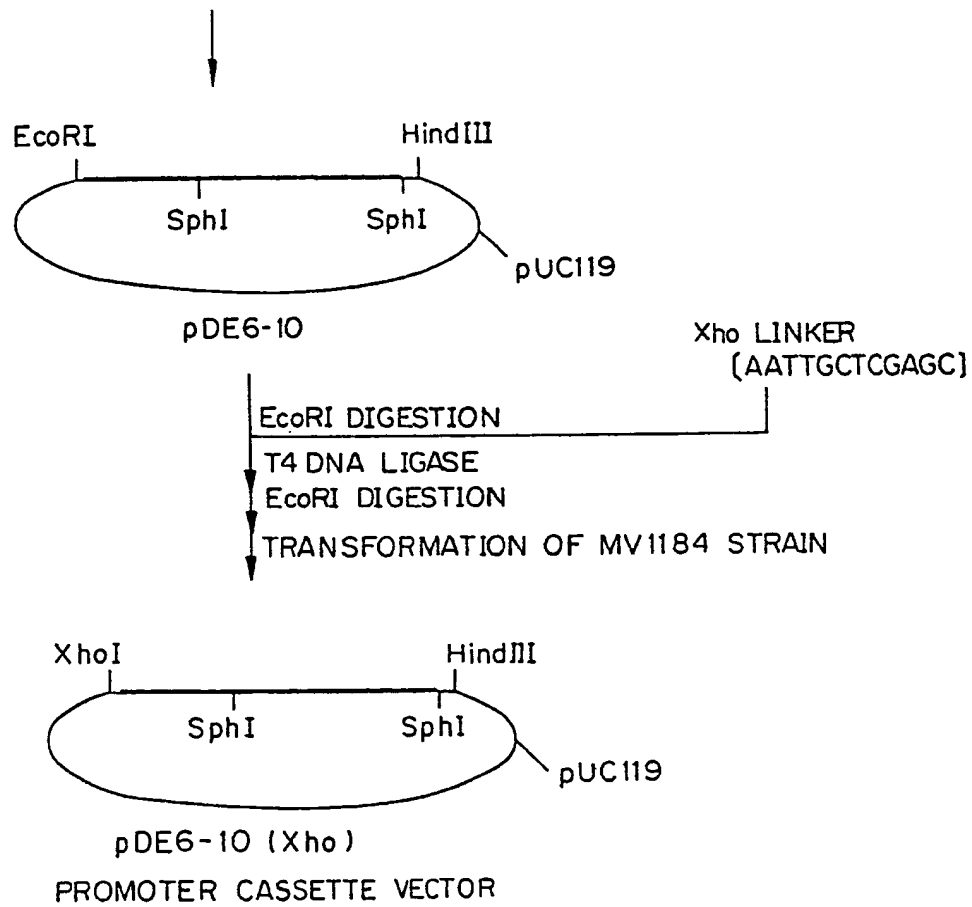 EcoRI
HindIII
SphI
SphI
pUC119
pDE6-10
Xho LINKER
[AATTGCTCGAGC]
EcoRI DIGESTION
T4 DNA LIGASE
EcoRI DIGESTION
TRANSFORMATION OF MV1184 STRAIN
XhoI
HindIII
SphI
SphI
pUC119
pDE6-10 (Xho)
PROMOTER CASSETTE VECTOR